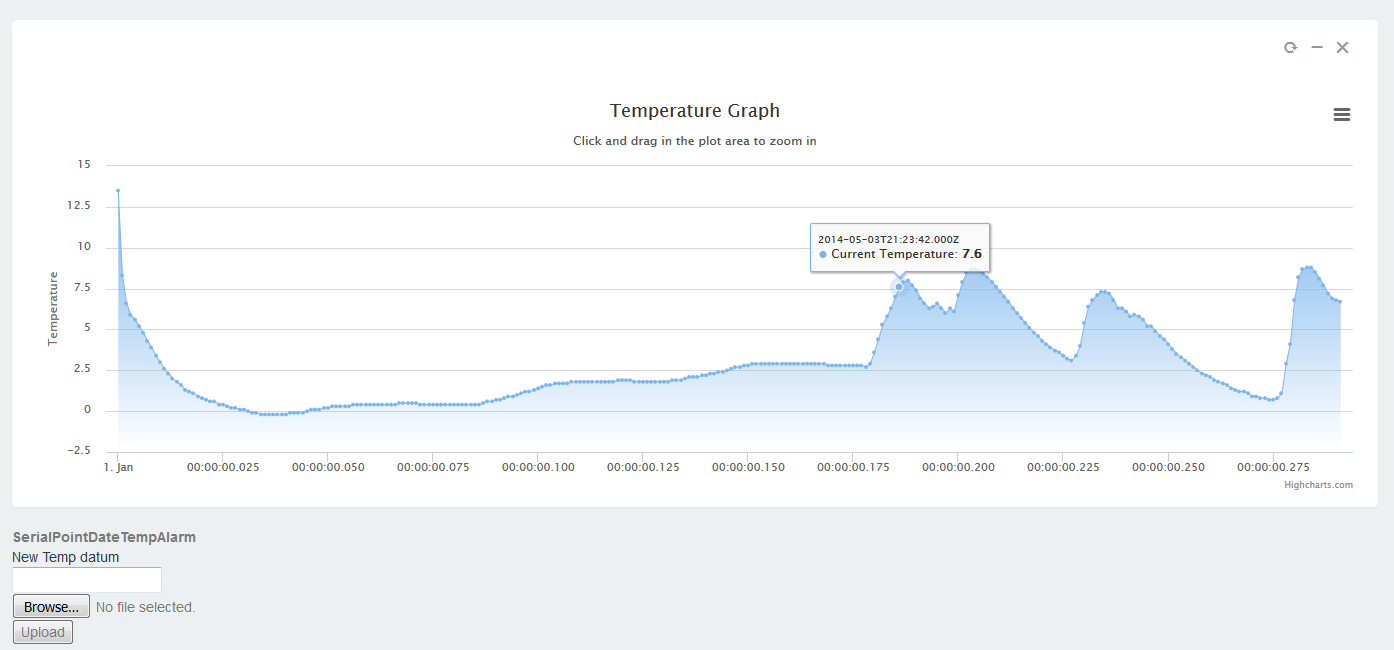 Temperature Graph
Click and drag in the plot area to zoom in
Temperature
15
12.5
10
7.5
5
2.5
0
−2.5
2014-05-03T21:23:42.000Z
● Current Temperature: 7.6
1. Jan 00:00:00.025 00:00:00.050 00:00:00.075 00:00:00.100 00:00:00.125 00:00:00.150 00:00:00.175 00:00:00.200 00:00:00.225 00:00:00.250 00:00:00.275
Highcharts.com
SerialPointDateTempAlarm
New Temp datum
Browse... No file selected.
Upload